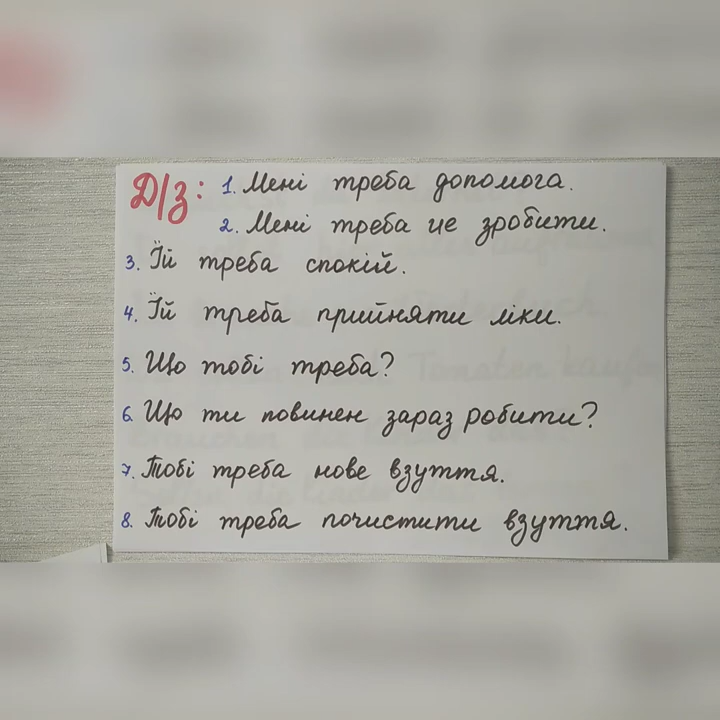 Д/з: 1. Мені треба допомога.
2. Мені треба це зробити.
3. Їй треба спокій.
4. Їй треба прийняти ліки.
5. Що тобі треба?
6. Що ти повинен зараз робити?
7. Тобі треба нове взуття.
8. Тобі треба почистити взуття.